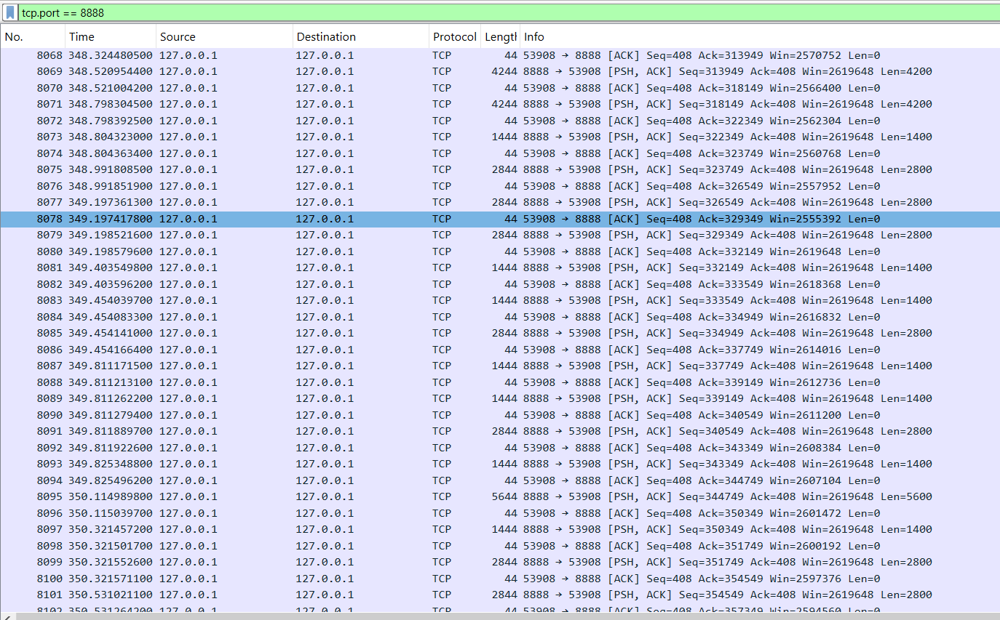 tcp.port == 8888
No. Time Source Destination Protocol Length Info
8068 348.324480500 127.0.0.1 127.0.0.1 TCP 44 53908 → 8888 [ACK] Seq=408 Ack=313949 Win=2570752 Len=0
8069 348.520954400 127.0.0.1 127.0.0.1 TCP 4244 8888 → 53908 [PSH, ACK] Seq=313949 Ack=408 Win=2619648 Len=4200
8070 348.521004200 127.0.0.1 127.0.0.1 TCP 44 53908 → 8888 [ACK] Seq=408 Ack=318149 Win=2566400 Len=0
8071 348.798304500 127.0.0.1 127.0.0.1 TCP 4244 8888 → 53908 [PSH, ACK] Seq=318149 Ack=408 Win=2619648 Len=4200
8072 348.798392500 127.0.0.1 127.0.0.1 TCP 44 53908 → 8888 [ACK] Seq=408 Ack=322349 Win=2562304 Len=0
8073 348.804323000 127.0.0.1 127.0.0.1 TCP 1444 8888 → 53908 [PSH, ACK] Seq=322349 Ack=408 Win=2619648 Len=1400
8074 348.804363400 127.0.0.1 127.0.0.1 TCP 44 53908 → 8888 [ACK] Seq=408 Ack=323749 Win=2560768 Len=0
8075 348.991808500 127.0.0.1 127.0.0.1 TCP 2844 8888 → 53908 [PSH, ACK] Seq=323749 Ack=408 Win=2619648 Len=2800
8076 348.991851900 127.0.0.1 127.0.0.1 TCP 44 53908 → 8888 [ACK] Seq=408 Ack=326549 Win=2557952 Len=0
8077 349.197361300 127.0.0.1 127.0.0.1 TCP 2844 8888 → 53908 [PSH, ACK] Seq=326549 Ack=408 Win=2619648 Len=2800
8078 349.197417800 127.0.0.1 127.0.0.1 TCP 44 53908 → 8888 [ACK] Seq=408 Ack=329349 Win=2555392 Len=0
8079 349.198521600 127.0.0.1 127.0.0.1 TCP 2844 8888 → 53908 [PSH, ACK] Seq=329349 Ack=408 Win=2619648 Len=2800
8080 349.198579600 127.0.0.1 127.0.0.1 TCP 44 53908 → 8888 [ACK] Seq=408 Ack=332149 Win=2619648 Len=0
8081 349.403549800 127.0.0.1 127.0.0.1 TCP 1444 8888 → 53908 [PSH, ACK] Seq=332149 Ack=408 Win=2619648 Len=1400
8082 349.403596200 127.0.0.1 127.0.0.1 TCP 44 53908 → 8888 [ACK] Seq=408 Ack=333549 Win=2618368 Len=0
8083 349.454039700 127.0.0.1 127.0.0.1 TCP 1444 8888 → 53908 [PSH, ACK] Seq=333549 Ack=408 Win=2619648 Len=1400
8084 349.454083300 127.0.0.1 127.0.0.1 TCP 44 53908 → 8888 [ACK] Seq=408 Ack=334949 Win=2616832 Len=0
8085 349.454141000 127.0.0.1 127.0.0.1 TCP 2844 8888 → 53908 [PSH, ACK] Seq=334949 Ack=408 Win=2619648 Len=2800
8086 349.454166400 127.0.0.1 127.0.0.1 TCP 44 53908 → 8888 [ACK] Seq=408 Ack=337749 Win=2614016 Len=0
8087 349.811171500 127.0.0.1 127.0.0.1 TCP 1444 8888 → 53908 [PSH, ACK] Seq=337749 Ack=408 Win=2619648 Len=1400
8088 349.811213100 127.0.0.1 127.0.0.1 TCP 44 53908 → 8888 [ACK] Seq=408 Ack=339149 Win=2612736 Len=0
8089 349.811262200 127.0.0.1 127.0.0.1 TCP 1444 8888 → 53908 [PSH, ACK] Seq=339149 Ack=408 Win=2619648 Len=1400
8090 349.811279400 127.0.0.1 127.0.0.1 TCP 44 53908 → 8888 [ACK] Seq=408 Ack=340549 Win=2611200 Len=0
8091 349.811889700 127.0.0.1 127.0.0.1 TCP 2844 8888 → 53908 [PSH, ACK] Seq=340549 Ack=408 Win=2619648 Len=2800
8092 349.811922600 127.0.0.1 127.0.0.1 TCP 44 53908 → 8888 [ACK] Seq=408 Ack=343349 Win=2608384 Len=0
8093 349.825348800 127.0.0.1 127.0.0.1 TCP 1444 8888 → 53908 [PSH, ACK] Seq=343349 Ack=408 Win=2619648 Len=1400
8094 349.825496200 127.0.0.1 127.0.0.1 TCP 44 53908 → 8888 [ACK] Seq=408 Ack=344749 Win=2607104 Len=0
8095 350.114989800 127.0.0.1 127.0.0.1 TCP 5644 8888 → 53908 [PSH, ACK] Seq=344749 Ack=408 Win=2619648 Len=5600
8096 350.115039700 127.0.0.1 127.0.0.1 TCP 44 53908 → 8888 [ACK] Seq=408 Ack=350349 Win=2601472 Len=0
8097 350.321457200 127.0.0.1 127.0.0.1 TCP 1444 8888 → 53908 [PSH, ACK] Seq=350349 Ack=408 Win=2619648 Len=1400
8098 350.321501700 127.0.0.1 127.0.0.1 TCP 44 53908 → 8888 [ACK] Seq=408 Ack=351749 Win=2600192 Len=0
8099 350.321552600 127.0.0.1 127.0.0.1 TCP 2844 8888 → 53908 [PSH, ACK] Seq=351749 Ack=408 Win=2619648 Len=2800
8100 350.321571100 127.0.0.1 127.0.0.1 TCP 44 53908 → 8888 [ACK] Seq=408 Ack=354549 Win=2597376 Len=0
8101 350.531021100 127.0.0.1 127.0.0.1 TCP 2844 8888 → 53908 [PSH, ACK] Seq=354549 Ack=408 Win=2619648 Len=2800
8102 350.531264200 127.0.0.1 127.0.0.1 TCP 44 53908 → 8888 [ACK] Seq=408 Ack=357349 Win=2594560 Len=0